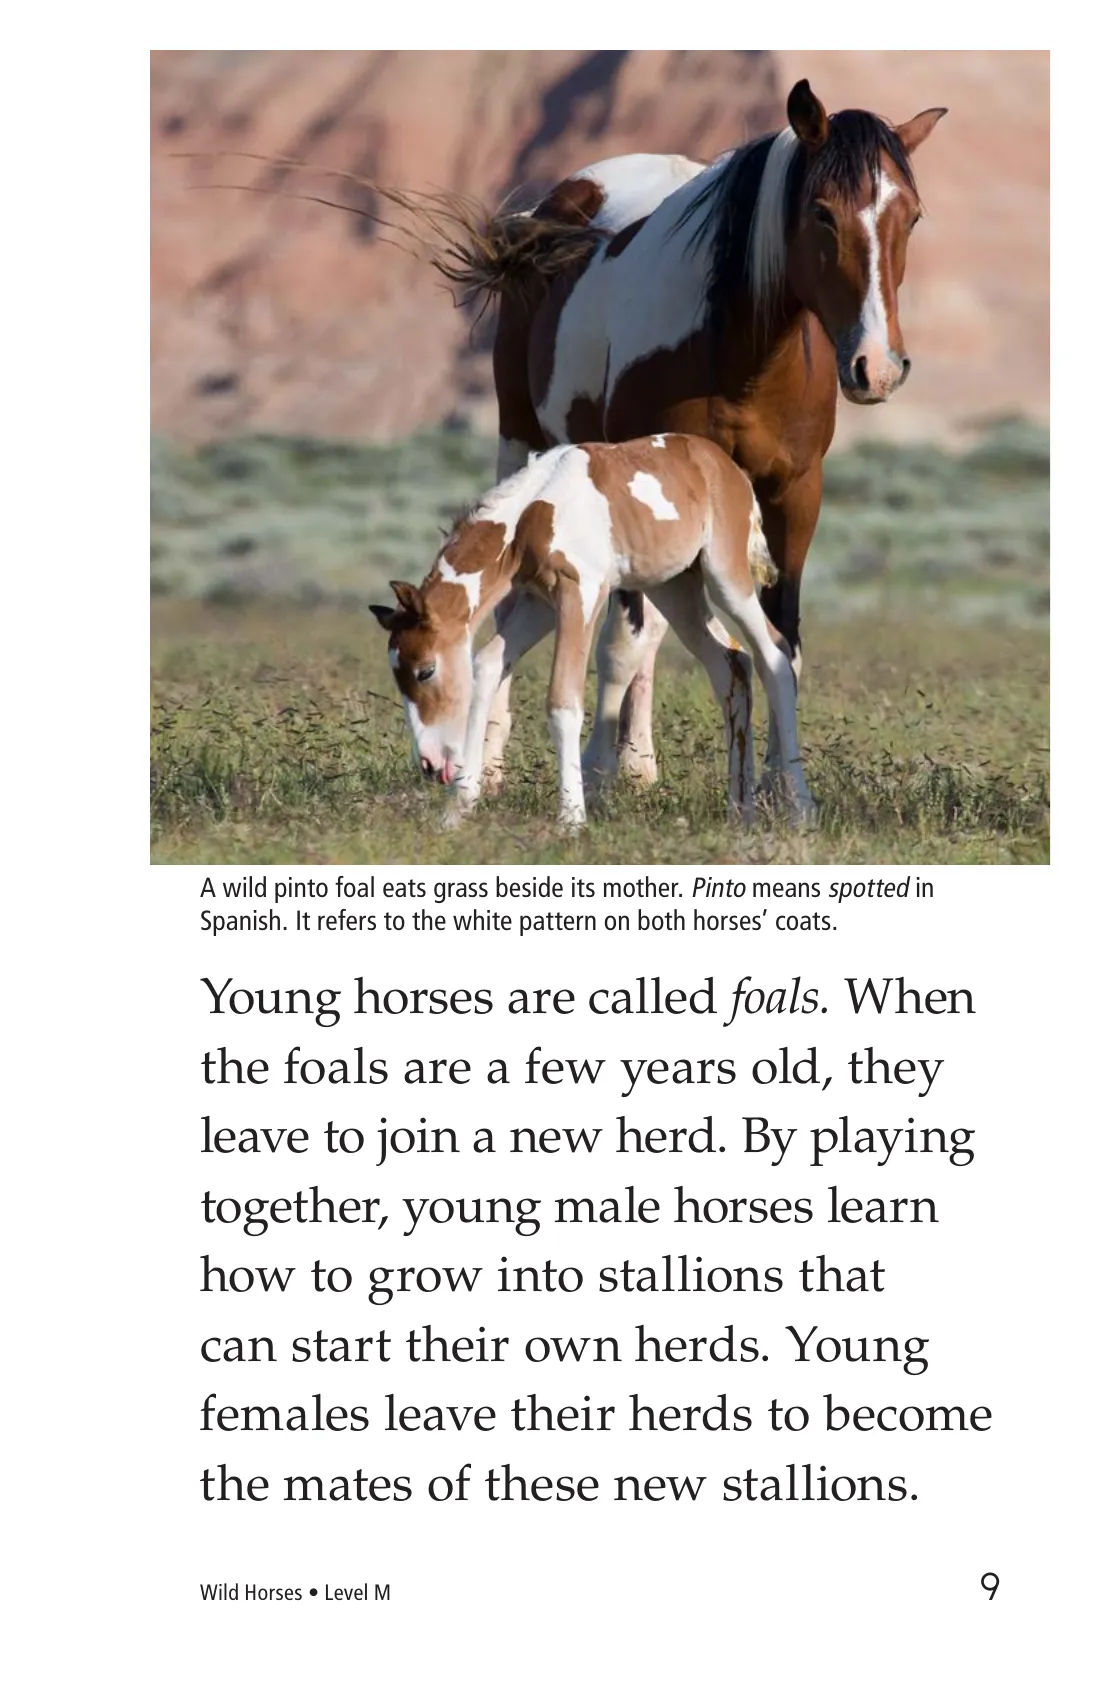 A wild pinto foal eats grass beside its mother. Pinto means spotted in
Spanish. It refers to the white pattern on both horses’ coats.
Young horses are called foals. When
the foals are a few years old, they
leave to join a new herd. By playing
together, young male horses learn
how to grow into stallions that
can start their own herds. Young
females leave their herds to become
the mates of these new stallions.
Wild Horses • Level M
9